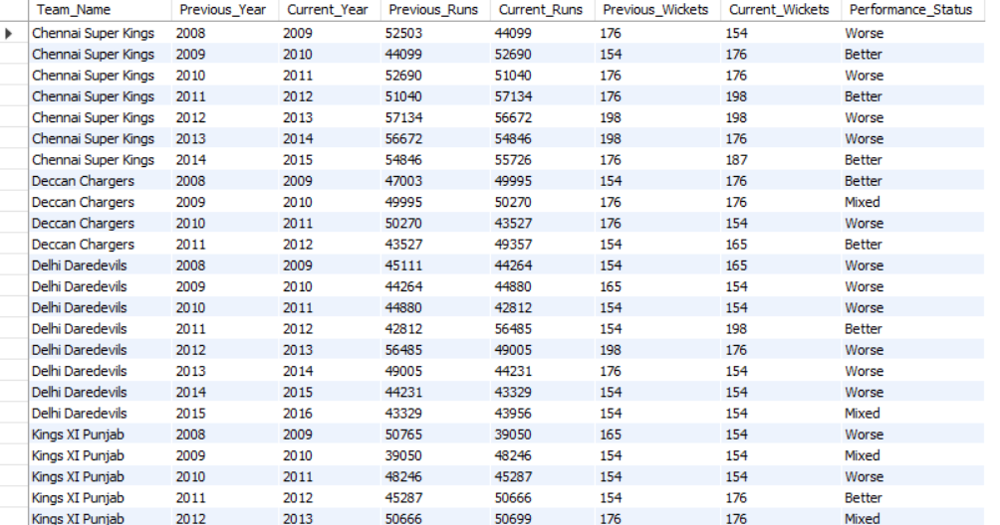 Team_Name Previous_Year Current_Year Previous_Runs Current_Runs Previous_Wickets Current_Wickets Performance_Status
Chennai Super Kings 2008 2009 52503 44099 176 154 Worse
Chennai Super Kings 2009 2010 44099 52690 154 176 Better
Chennai Super Kings 2010 2011 52690 51040 176 176 Worse
Chennai Super Kings 2011 2012 51040 57134 176 198 Better
Chennai Super Kings 2012 2013 57134 56672 198 198 Worse
Chennai Super Kings 2013 2014 56672 54846 198 176 Worse
Chennai Super Kings 2014 2015 54846 55726 176 187 Better
Deccan Chargers 2008 2009 47003 49995 154 176 Better
Deccan Chargers 2009 2010 49995 50270 176 176 Mixed
Deccan Chargers 2010 2011 50270 43527 176 154 Worse
Deccan Chargers 2011 2012 43527 49357 154 165 Better
Delhi Daredevils 2008 2009 45111 44264 154 165 Worse
Delhi Daredevils 2009 2010 44264 44880 165 154 Worse
Delhi Daredevils 2010 2011 44880 42812 154 154 Worse
Delhi Daredevils 2011 2012 42812 56485 154 198 Better
Delhi Daredevils 2012 2013 56485 49005 198 176 Worse
Delhi Daredevils 2013 2014 49005 44231 176 154 Worse
Delhi Daredevils 2014 2015 44231 43329 154 154 Worse
Delhi Daredevils 2015 2016 43329 43956 154 154 Mixed
Kings XI Punjab 2008 2009 50765 39050 165 154 Worse
Kings XI Punjab 2009 2010 39050 48246 154 154 Mixed
Kings XI Punjab 2010 2011 48246 45287 154 154 Worse
Kings XI Punjab 2011 2012 45287 50666 154 176 Better
Kings XI Punjab 2012 2013 50666 50699 176 176 Mixed